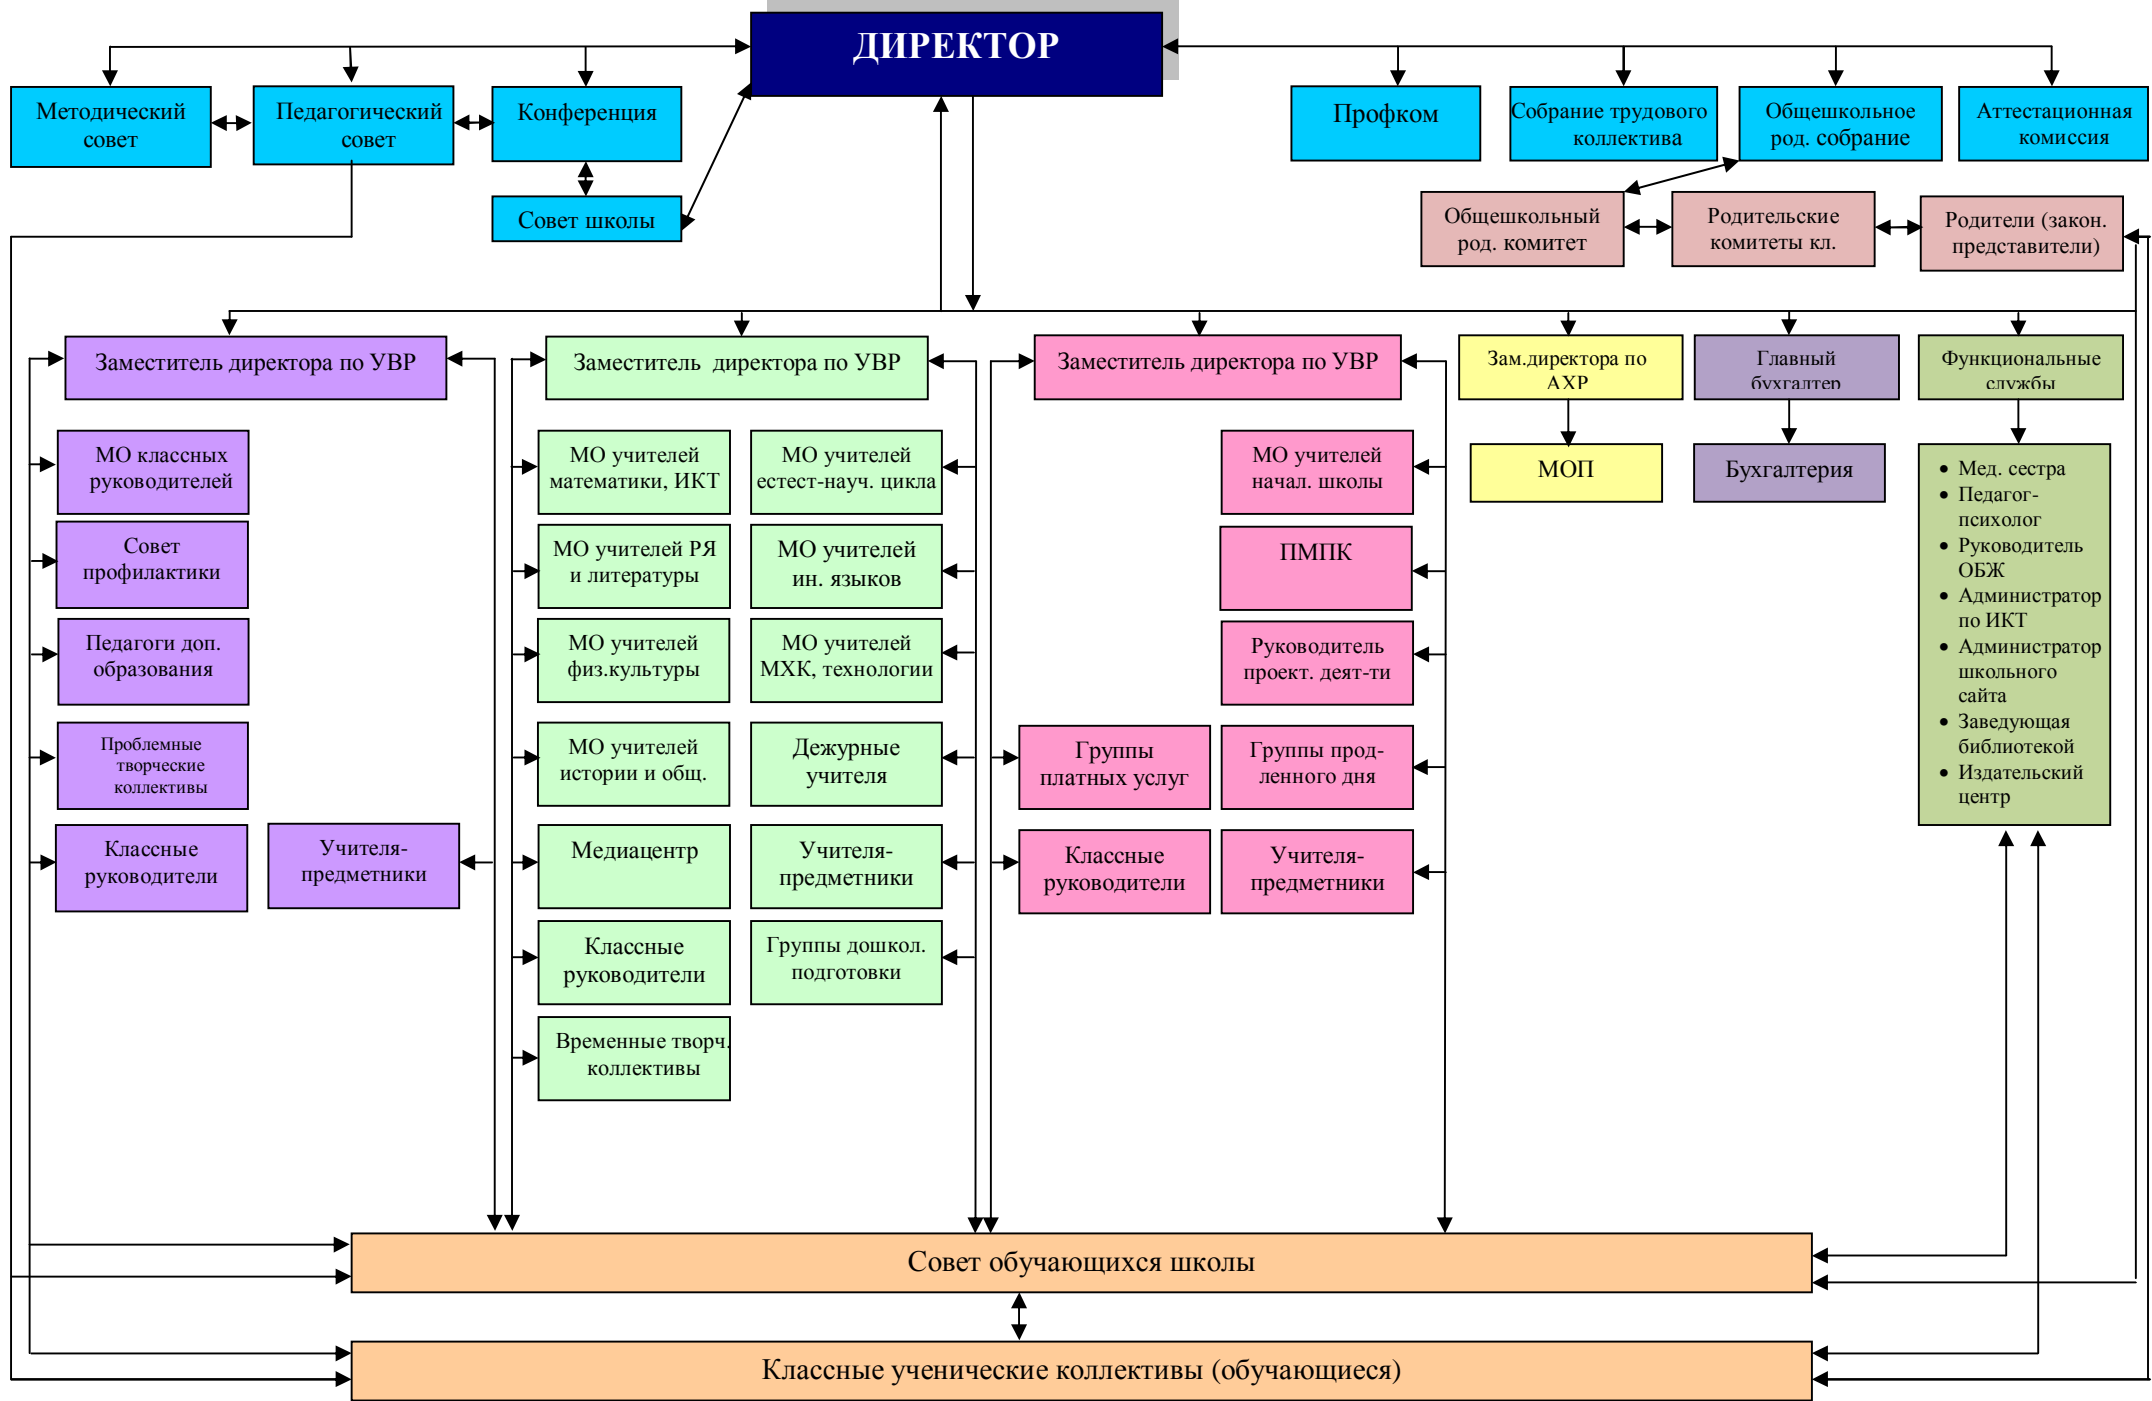 ДИРЕКТОР
Методический
совет
Педагогический
совет
Конференция
Профком
Собрание трудового
коллектива
Общешкольное
род. собрание
Аттестационная
комиссия
Совет школы
Общешкольный
род. комитет
Родительские
комитеты кл.
Родители (закон.
представители)
Заместитель директора по УВР
Заместитель  директора по УВР
Заместитель директора по УВР
Зам.директора по
АХР
Главный
бухгалтер
Функциональные
службы
МО классных
руководителей
Совет
профилактики
Педагоги доп.
образования
Проблемные
творческие
коллективы
Классные
руководители
Учителя-
предметники
МО учителей
математики, ИКТ
МО учителей
естест-науч. цикла
МО учителей РЯ
и литературы
МО учителей
ин. языков
МО учителей
физ.культуры
МО учителей
МХК, технологии
МО учителей
истории и общ.
Дежурные
учителя
Медиацентр
Учителя-
предметники
Классные
руководители
Группы дошкол.
подготовки
Временные творч.
коллективы
МО учителей
начал. школы
ПМПК
Руководитель
проект. деят-ти
Группы
платных услуг
Группы прод-
ленного дня
Классные
руководители
Учителя-
предметники
МОП
Бухгалтерия
• Мед. сестра
• Педагог-
психолог
• Руководитель
ОБЖ
• Администратор
по ИКТ
• Администратор
школьного
сайта
• Заведующая
библиотекой
• Издательский
центр
Совет обучающихся школы
Классные ученические коллективы (обучающиеся)